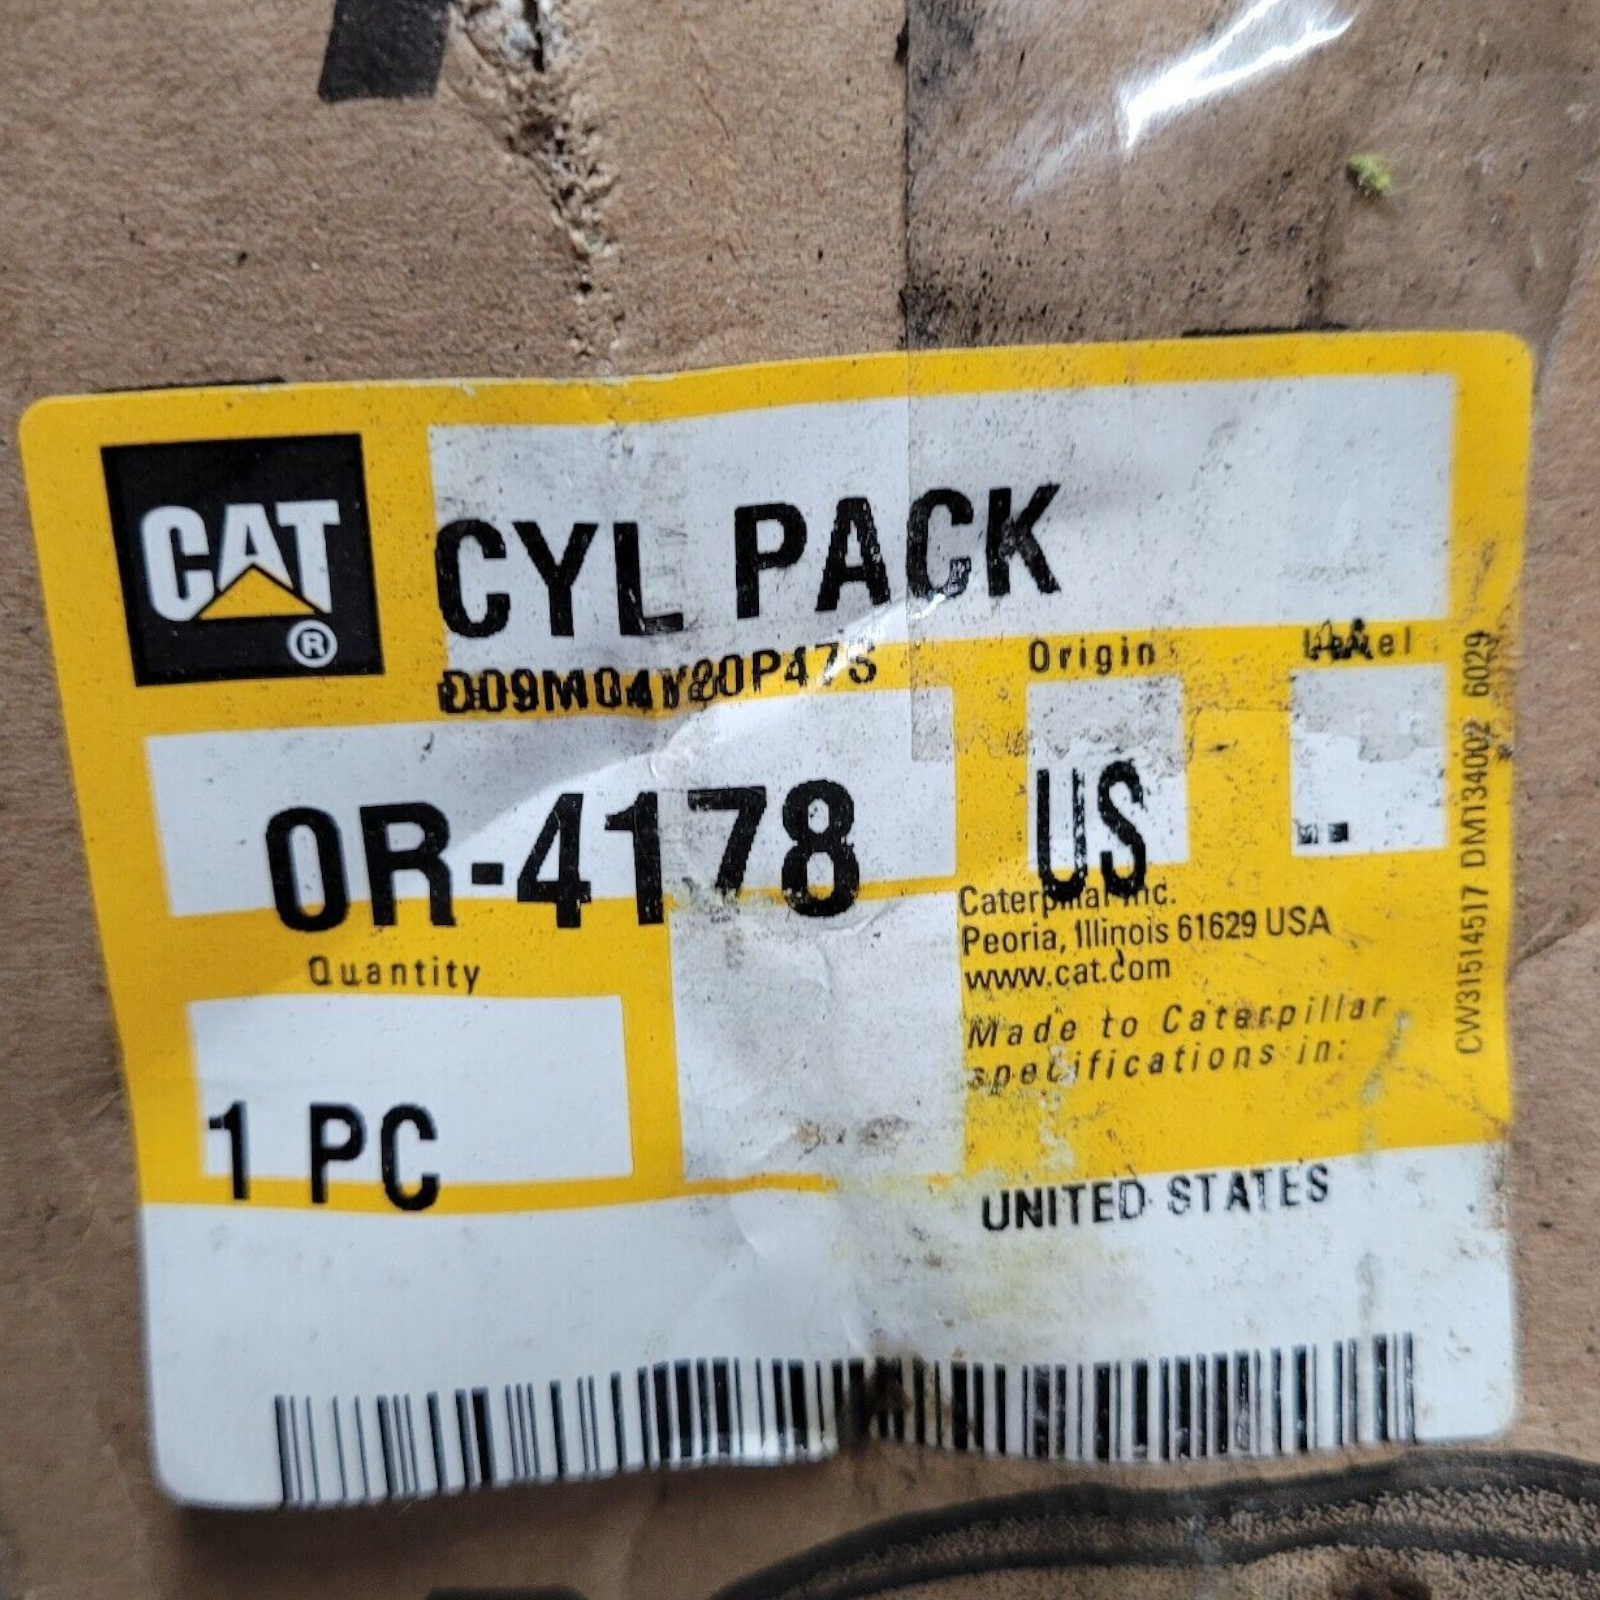 CAT
®
CYL PACK
D09M04Y20P47S
Origin
0R-4178
US
Quantity
1 PC
Caterpillar Inc.
Peoria, Illinois 61629 USA
www.cat.com
Made to Caterpillar
specifications in:
UNITED STATES
CW31514517 DM134002 6029